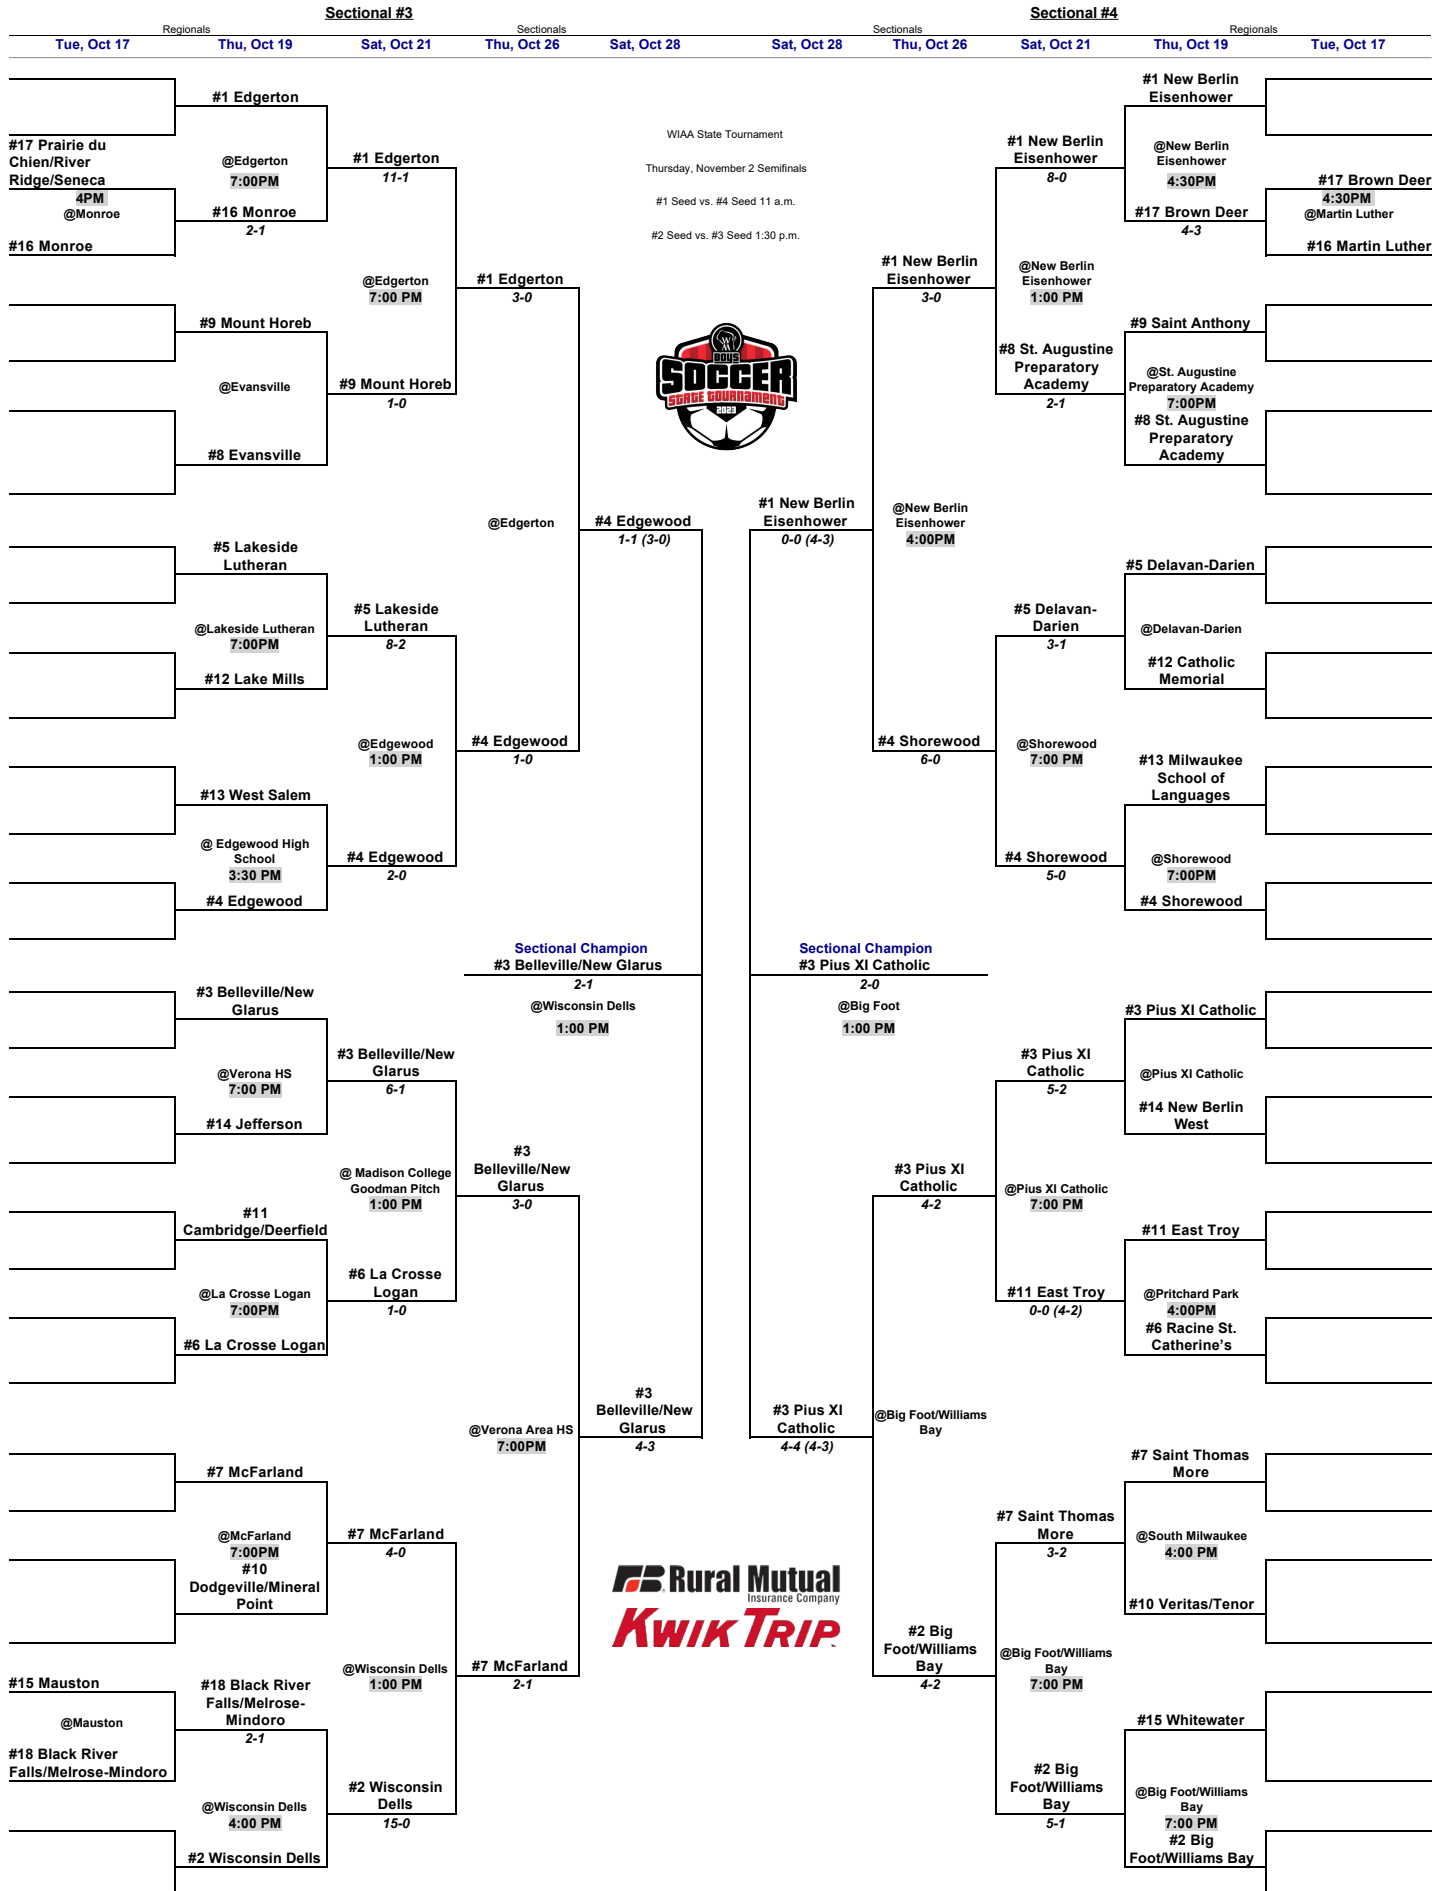 Sectional #3
Sectional #4
Regionals
Sectionals
Sectionals
Regionals
Tue, Oct 17
Thu, Oct 19
Sat, Oct 21
Thu, Oct 26
Sat, Oct 28
Sat, Oct 28
Thu, Oct 26
Sat, Oct 21
Thu, Oct 19
Tue, Oct 17
#17 Prairie du
Chien/River
Ridge/Seneca
4PM
@Monroe
#16 Monroe
#15 Mauston
@Mauston
#18 Black River
Falls/Melrose-Mindoro
#1 Edgerton
@Edgerton
7:00PM
#16 Monroe
2-1
#9 Mount Horeb
@Evansville
#8 Evansville
#5 Lakeside
Lutheran
@Lakeside Lutheran
7:00PM
#12 Lake Mills
#13 West Salem
@ Edgewood High
School
3:30 PM
#4 Edgewood
#3 Belleville/New
Glarus
@Verona HS
7:00 PM
#14 Jefferson
#11
Cambridge/Deerfield
@La Crosse Logan
7:00PM
#6 La Crosse Logan
#7 McFarland
@McFarland
7:00PM
#10
Dodgeville/Mineral
Point
#18 Black River
Falls/Melrose-
Mindoro
2-1
@Wisconsin Dells
4:00 PM
#2 Wisconsin Dells
#1 Edgerton
11-1
@Edgerton
7:00 PM
#9 Mount Horeb
1-0
#5 Lakeside
Lutheran
8-2
@Edgewood
1:00 PM
#4 Edgewood
2-0
#3 Belleville/New
Glarus
6-1
@ Madison College
Goodman Pitch
1:00 PM
#6 La Crosse
Logan
1-0
#7 McFarland
4-0
@Wisconsin Dells
1:00 PM
#2 Wisconsin
Dells
15-0
#1 Edgerton
3-0
@Edgerton
#4 Edgewood
1-0
#3
Belleville/New
Glarus
3-0
@Verona Area HS
7:00PM
#7 McFarland
2-1
#4 Edgewood
1-1 (3-0)
Sectional Champion
#3 Belleville/New Glarus
2-1
@Wisconsin Dells
1:00 PM
#3
Belleville/New
Glarus
4-3
WIAA State Tournament
Thursday, November 2 Semifinals
#1 Seed vs. #4 Seed 11 a.m.
#2 Seed vs. #3 Seed 1:30 p.m.
BOYS
SOCCER
STATE TOURNAMENT
2023
Rural Mutual
Insurance Company
KWIK TRIP
#1 New Berlin
Eisenhower
0-0 (4-3)
Sectional Champion
#3 Pius XI Catholic
2-0
@Big Foot
1:00 PM
#3 Pius XI
Catholic
4-4 (4-3)
#1 New Berlin
Eisenhower
3-0
@New Berlin
Eisenhower
4:00PM
#4 Shorewood
6-0
#3 Pius XI
Catholic
4-2
@Big Foot/Williams
Bay
#2 Big
Foot/Williams
Bay
4-2
#1 New Berlin
Eisenhower
8-0
@New Berlin
Eisenhower
1:00 PM
#8 St. Augustine
Preparatory
Academy
2-1
#5 Delavan-
Darien
3-1
@Shorewood
7:00 PM
#4 Shorewood
5-0
#3 Pius XI
Catholic
5-2
@Pius XI Catholic
7:00 PM
#11 East Troy
0-0 (4-2)
#7 Saint Thomas
More
3-2
@Big Foot/Williams
Bay
7:00 PM
#2 Big
Foot/Williams
Bay
5-1
#1 New Berlin
Eisenhower
@New Berlin
Eisenhower
4:30PM
#17 Brown Deer
4-3
#9 Saint Anthony
@St. Augustine
Preparatory Academy
7:00PM
#8 St. Augustine
Preparatory
Academy
#5 Delavan-Darien
@Delavan-Darien
#12 Catholic
Memorial
#13 Milwaukee
School of
Languages
@Shorewood
7:00PM
#4 Shorewood
#3 Pius XI Catholic
@Pius XI Catholic
#14 New Berlin
West
#11 East Troy
@Pritchard Park
4:00PM
#6 Racine St.
Catherine's
#7 Saint Thomas
More
@South Milwaukee
4:00 PM
#10 Veritas/Tenor
#15 Whitewater
@Big Foot/Williams
Bay
7:00 PM
#2 Big
Foot/Williams Bay
#17 Brown Deer
4:30PM
@Martin Luther
#16 Martin Luther